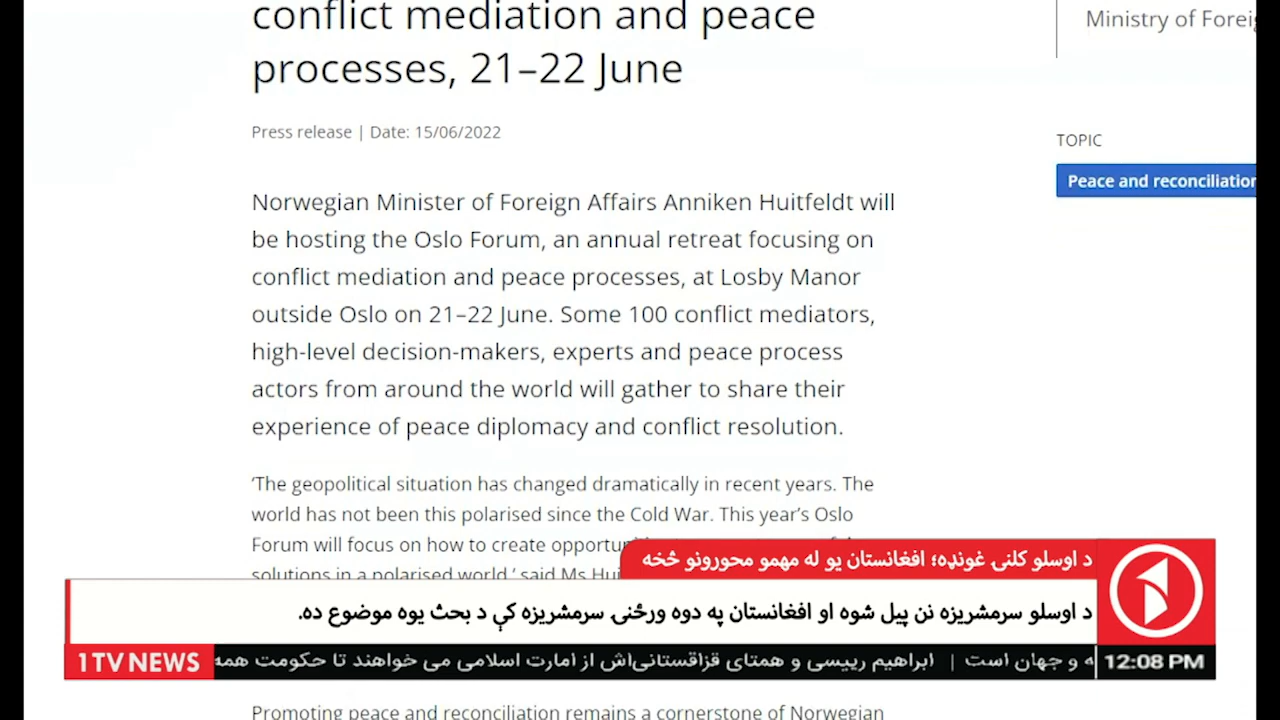 conflict mediation and peace
processes, 21–22 June
Ministry of
Press release | Date: 15/06/2022
TOPIC
Peace and reconciliation
Norwegian Minister of Foreign Affairs Anniken Huitfeldt will
be hosting the Oslo Forum, an annual retreat focusing on
conflict mediation and peace processes, at Losby Manor
outside Oslo on 21–22 June. Some 100 conflict mediators,
high-level decision-makers, experts and peace process
actors from around the world will gather to share their
experience of peace diplomacy and conflict resolution.
‘The geopolitical situation has changed dramatically in recent years. The
world has not been this polarised since the Cold War. This year’s Oslo
Forum will focus on how to create
solutions in a polarised world,’ said Ms
د اوسلو کلنۍ غونډه؛ افغانستان یو له مهمو محورونو څخه
د اوسلو سرمشریزه نن پیل شوه او افغانستان په دوه ورځنۍ سرمشریزه کې د بحث یوه موضوع ده.
1TV NEWS
ه و جهان است | ابراهیم رییسی و همتای قزاقستانی‌اش از امارت اسلامی می خواهند تا حکومت همه
12:08 PM
Promoting peace and reconciliation remains a cornerstone of Norwegian